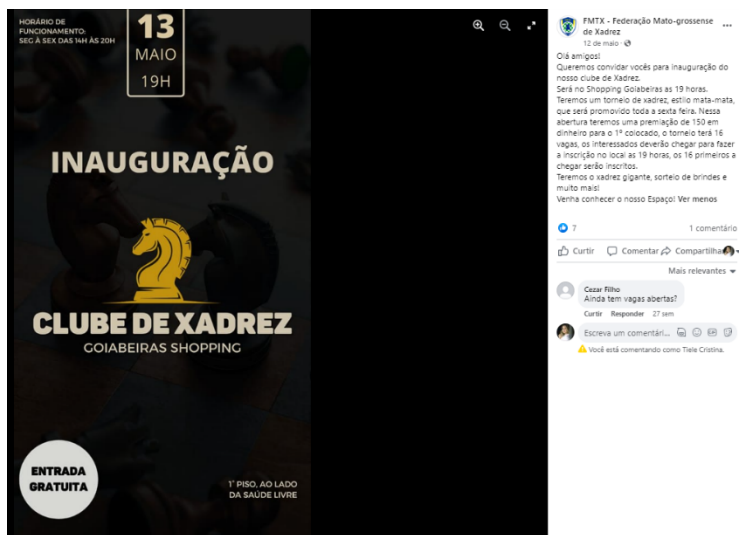 HORÁRIO DE
FUNCIONAMENTO:
SEG À SEX DAS 14H ÀS 20H
13
MAIO
19H
INAUGURAÇÃO
CLUBE DE XADREZ
GOIABEIRAS SHOPPING
ENTRADA
GRATUITA
1° PISO, AO LADO
DA SAÚDE LIVRE
FMTX - Federação Mato-grossense
de Xadrez
12 de maio
Olá amigos!
Queremos convidar vocês para inauguração do
nosso clube de Xadrez.
Será no Shopping Goiabeiras as 19 horas.
Teremos um torneio de xadrez, estilo mata-mata,
que será promovido toda a sexta feira. Nessa
abertura teremos uma premiação de 150 em
dinheiro para o 1º colocado, o torneio terá 16
vagas, os interessados deverão chegar para fazer
a inscrição no local as 19 horas, os 16 primeiros a
chegar serão inscritos.
Teremos o xadrez gigante, sorteio de brindes e
muito mais!
Venha conhecer o nosso Espaço! Ver menos
7
1 comentário
Curtir Comentar Compartilha
Mais relevantes
Cezar Filho
Ainda tem vagas abertas?
Curtir Responder 27 sem
Escreva um comentári...
Você está comentando como Tiele Cristina.